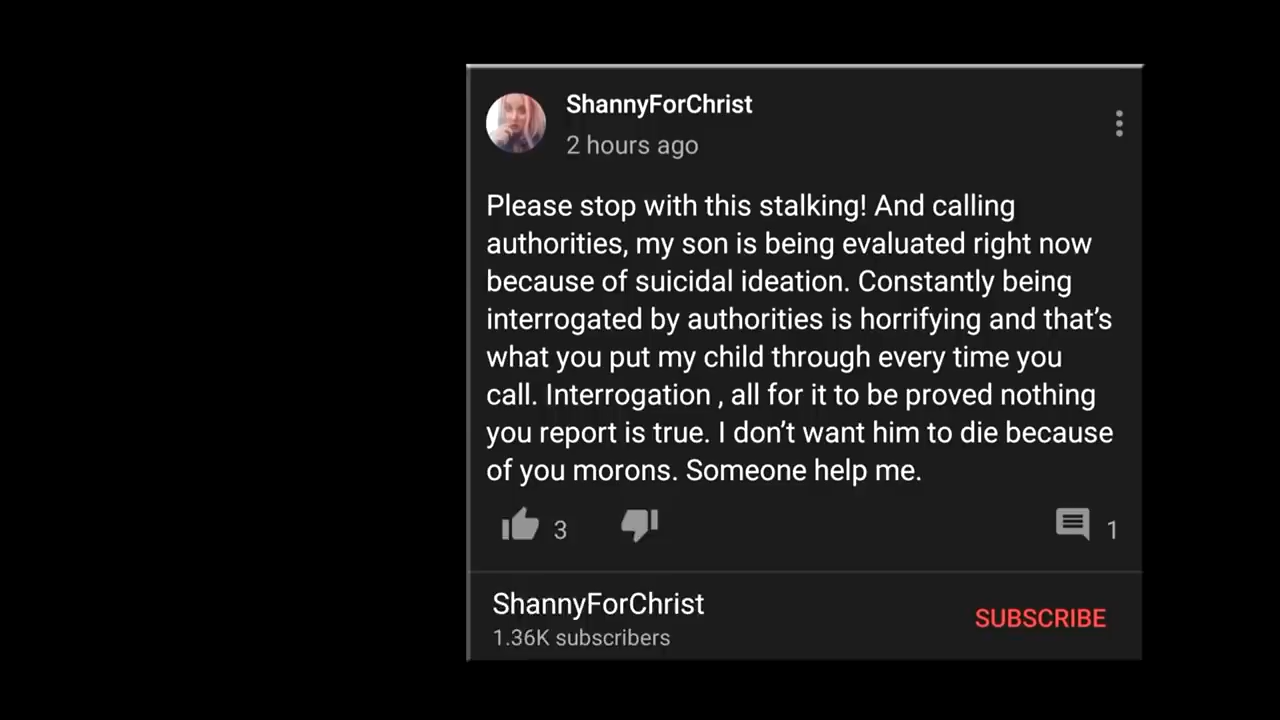 ShannyForChrist
2 hours ago
Please stop with this stalking! And calling
authorities, my son is being evaluated right now
because of suicidal ideation. Constantly being
interrogated by authorities is horrifying and that’s
what you put my child through every time you
call. Interrogation , all for it to be proved nothing
you report is true. I don’t want him to die because
of you morons. Someone help me.
3
1
ShannyForChrist
SUBSCRIBE
1.36K subscribers